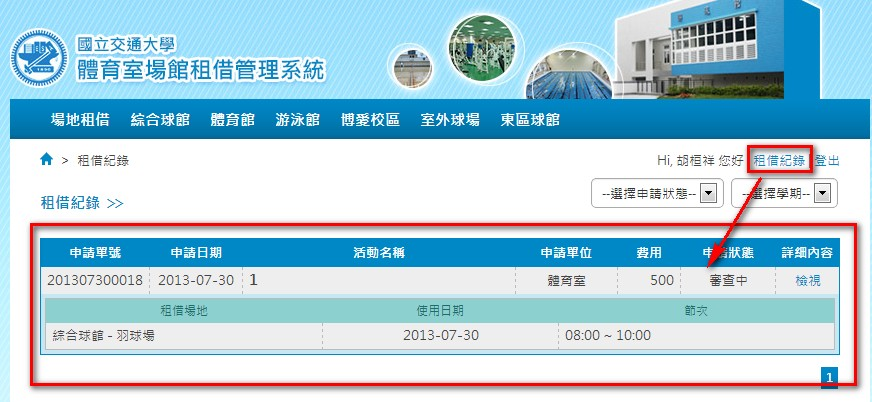 國立交通大學
體育室場館租借管理系統
場地租借 綜合球館 體育館 游泳館 博愛校區 室外球場 東區球館
> 租借紀錄
Hi, 胡桓祥 您好 租借紀錄 登出
租借紀錄 >>
--選擇申請狀態-- --選擇學期--
申請單號 申請日期 活動名稱 申請單位 費用 申請狀態 詳細內容
201307300018 2013-07-30 1 體育室 500 審查中 檢視
租借場地 使用日期 節次
綜合球館 - 羽球場 2013-07-30 08:00 ~ 10:00
1